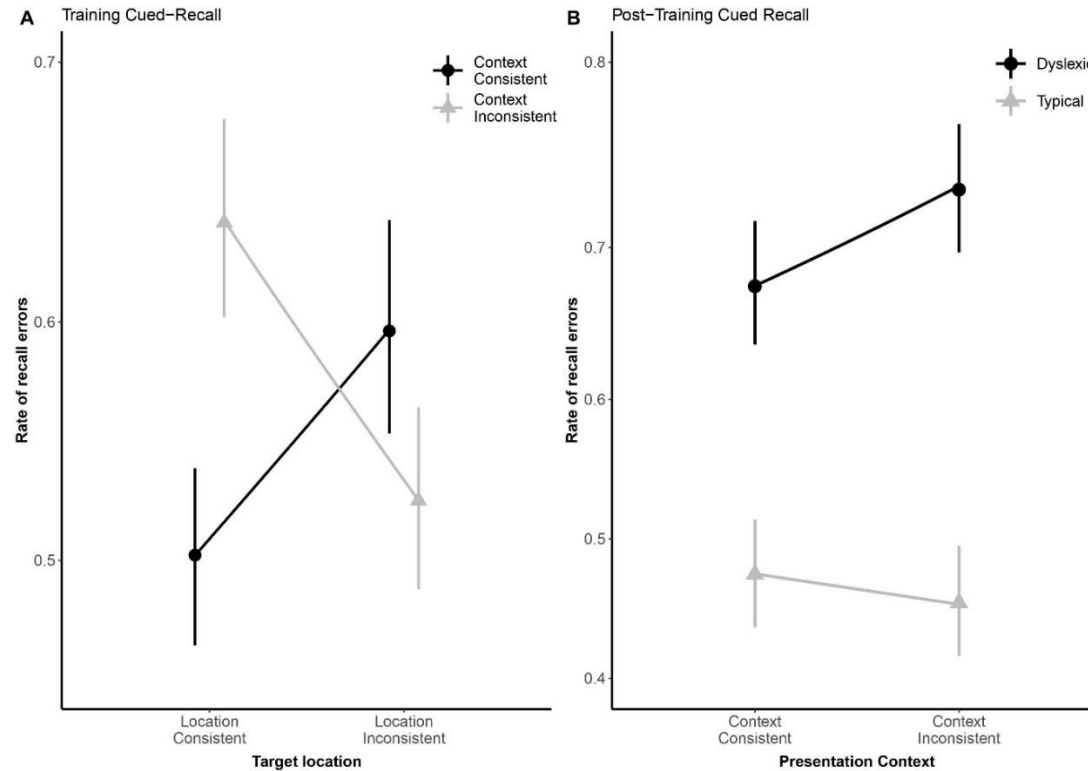 A Training Cued-Recall
0.7
0.6
0.5
Rate of recall errors
Context
Consistent
Context
Inconsistent
Location
Consistent
Location
Inconsistent
Target location
B Post-Training Cued Recall
0.8
0.7
0.6
0.5
0.4
Rate of recall errors
Dyslexic
Typical
Context
Consistent
Context
Inconsistent
Presentation Context